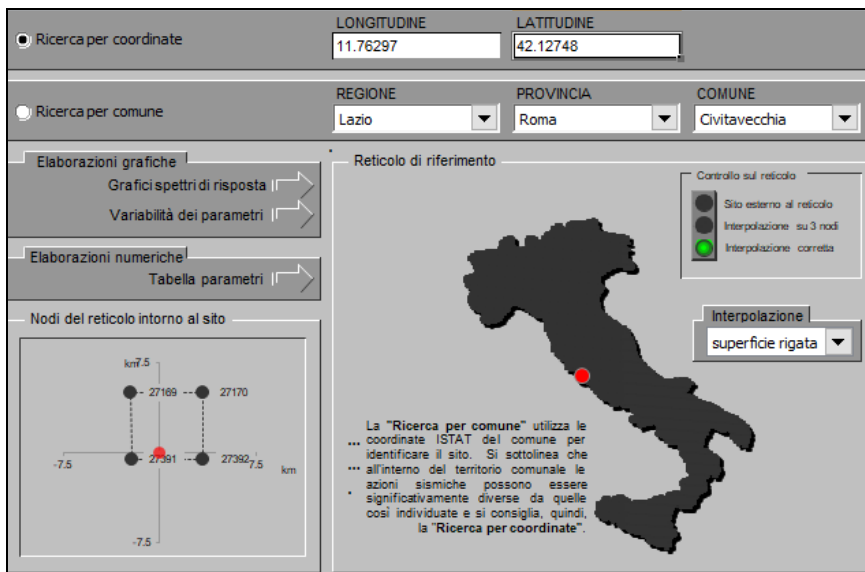 LONGITUDINE LATITUDINE
Ricerca per coordinate
11.76297 42.12748
REGIONE PROVINCIA COMUNE
Ricerca per comune
Lazio Roma Civitavecchia
Elaborazioni grafiche
Grafici spettri di risposta
Variabilità dei parametri
Elaborazioni numeriche
Tabella parametri
Nodi del reticolo intorno al sito
km 7.5
27169 27170
-7.5 27391 27392 7.5 km
-7.5
Reticolo di riferimento
Controllo sul reticolo
Sito esterno al reticolo
Interpolazione su 3 nodi
Interpolazione corretta
Interpolazione
superficie rigata
La "Ricerca per comune" utilizza le
... coordinate ISTAT del comune per
identificare il sito. Si sottolinea che
... all'interno del territorio comunale le
azioni sismiche possono essere
. significativamente diverse da quelle
così individuate e si consiglia, quindi,
la "Ricerca per coordinate".